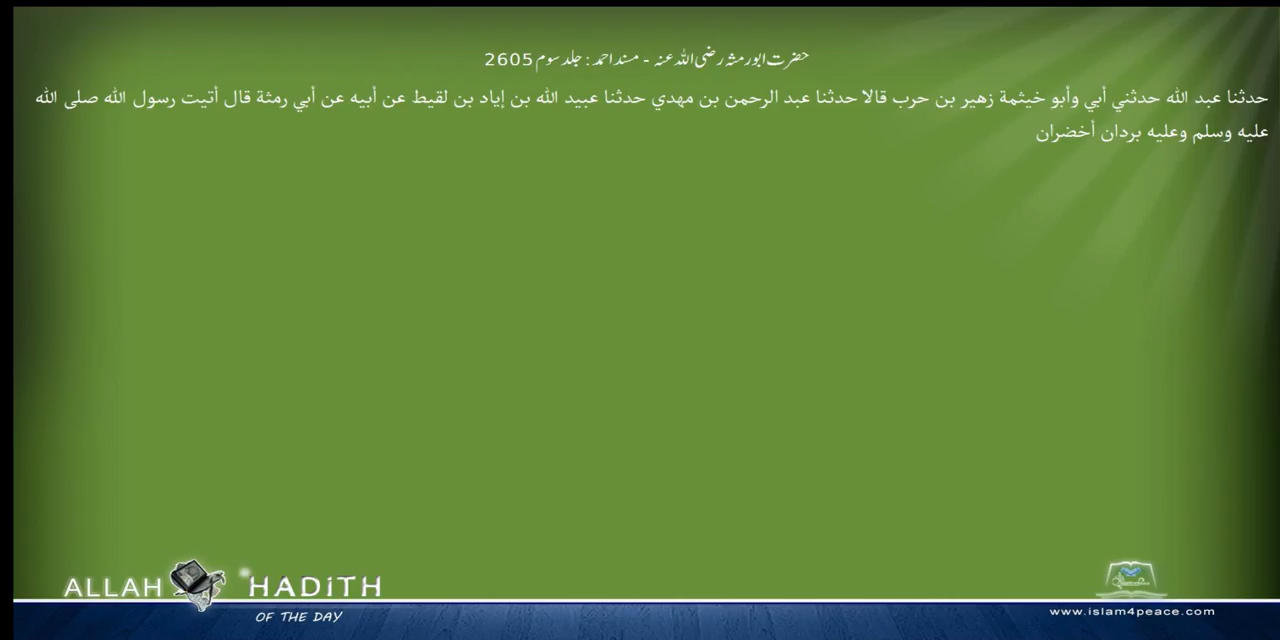 حضرت ابورمثہ رضی اللہ عنہ - مسند احمد : جلد سوم 2605
حدثنا عبد الله حدثني أبي وأبو خيثمة زهير بن حرب قالا حدثنا عبد الرحمن بن مهدي حدثنا عبيد الله بن إياد بن لقيط عن أبيه عن أبي رمثة قال أتيت رسول الله صلى الله
عليه وسلم وعليه بردان أخضران
ALLAH HADITH
OF THE DAY
www.islam4peace.com